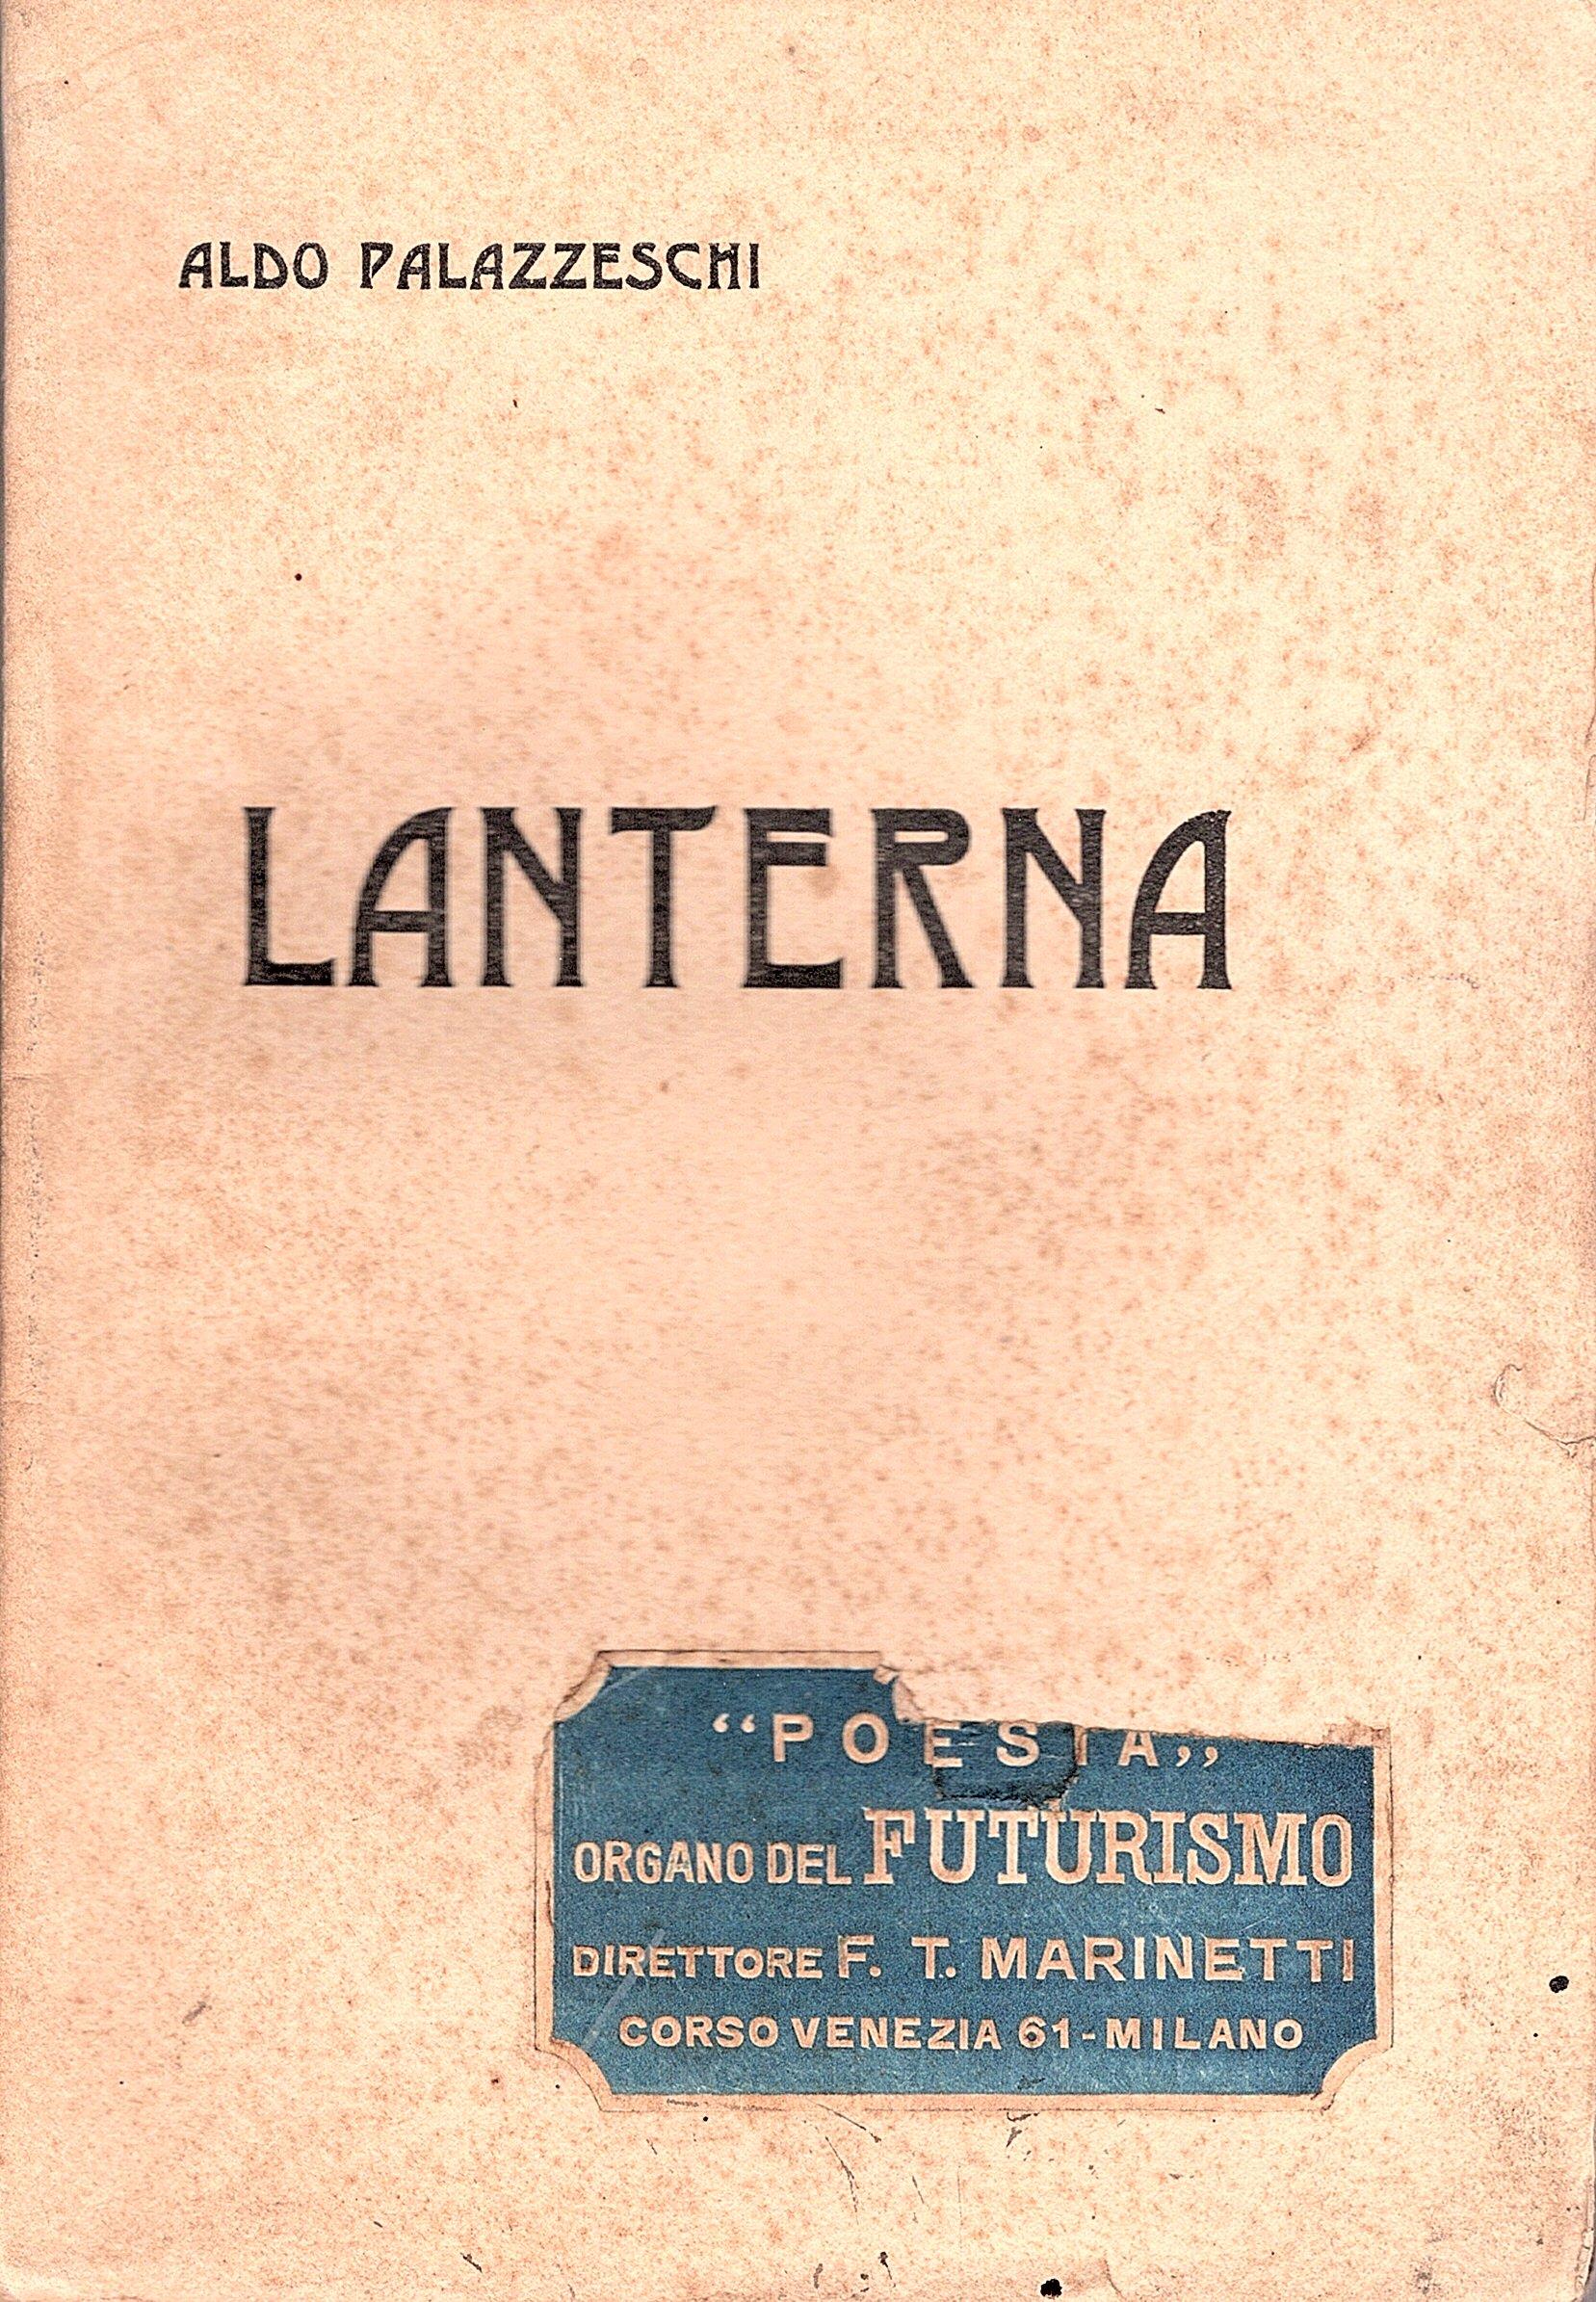 ALDO PALAZZESCHI
LANTERNA
“POESIA”
ORGANO DEL FUTURISMO
DIRETTORE F. T. MARINETTI
CORSO VENEZIA 61-MILANO